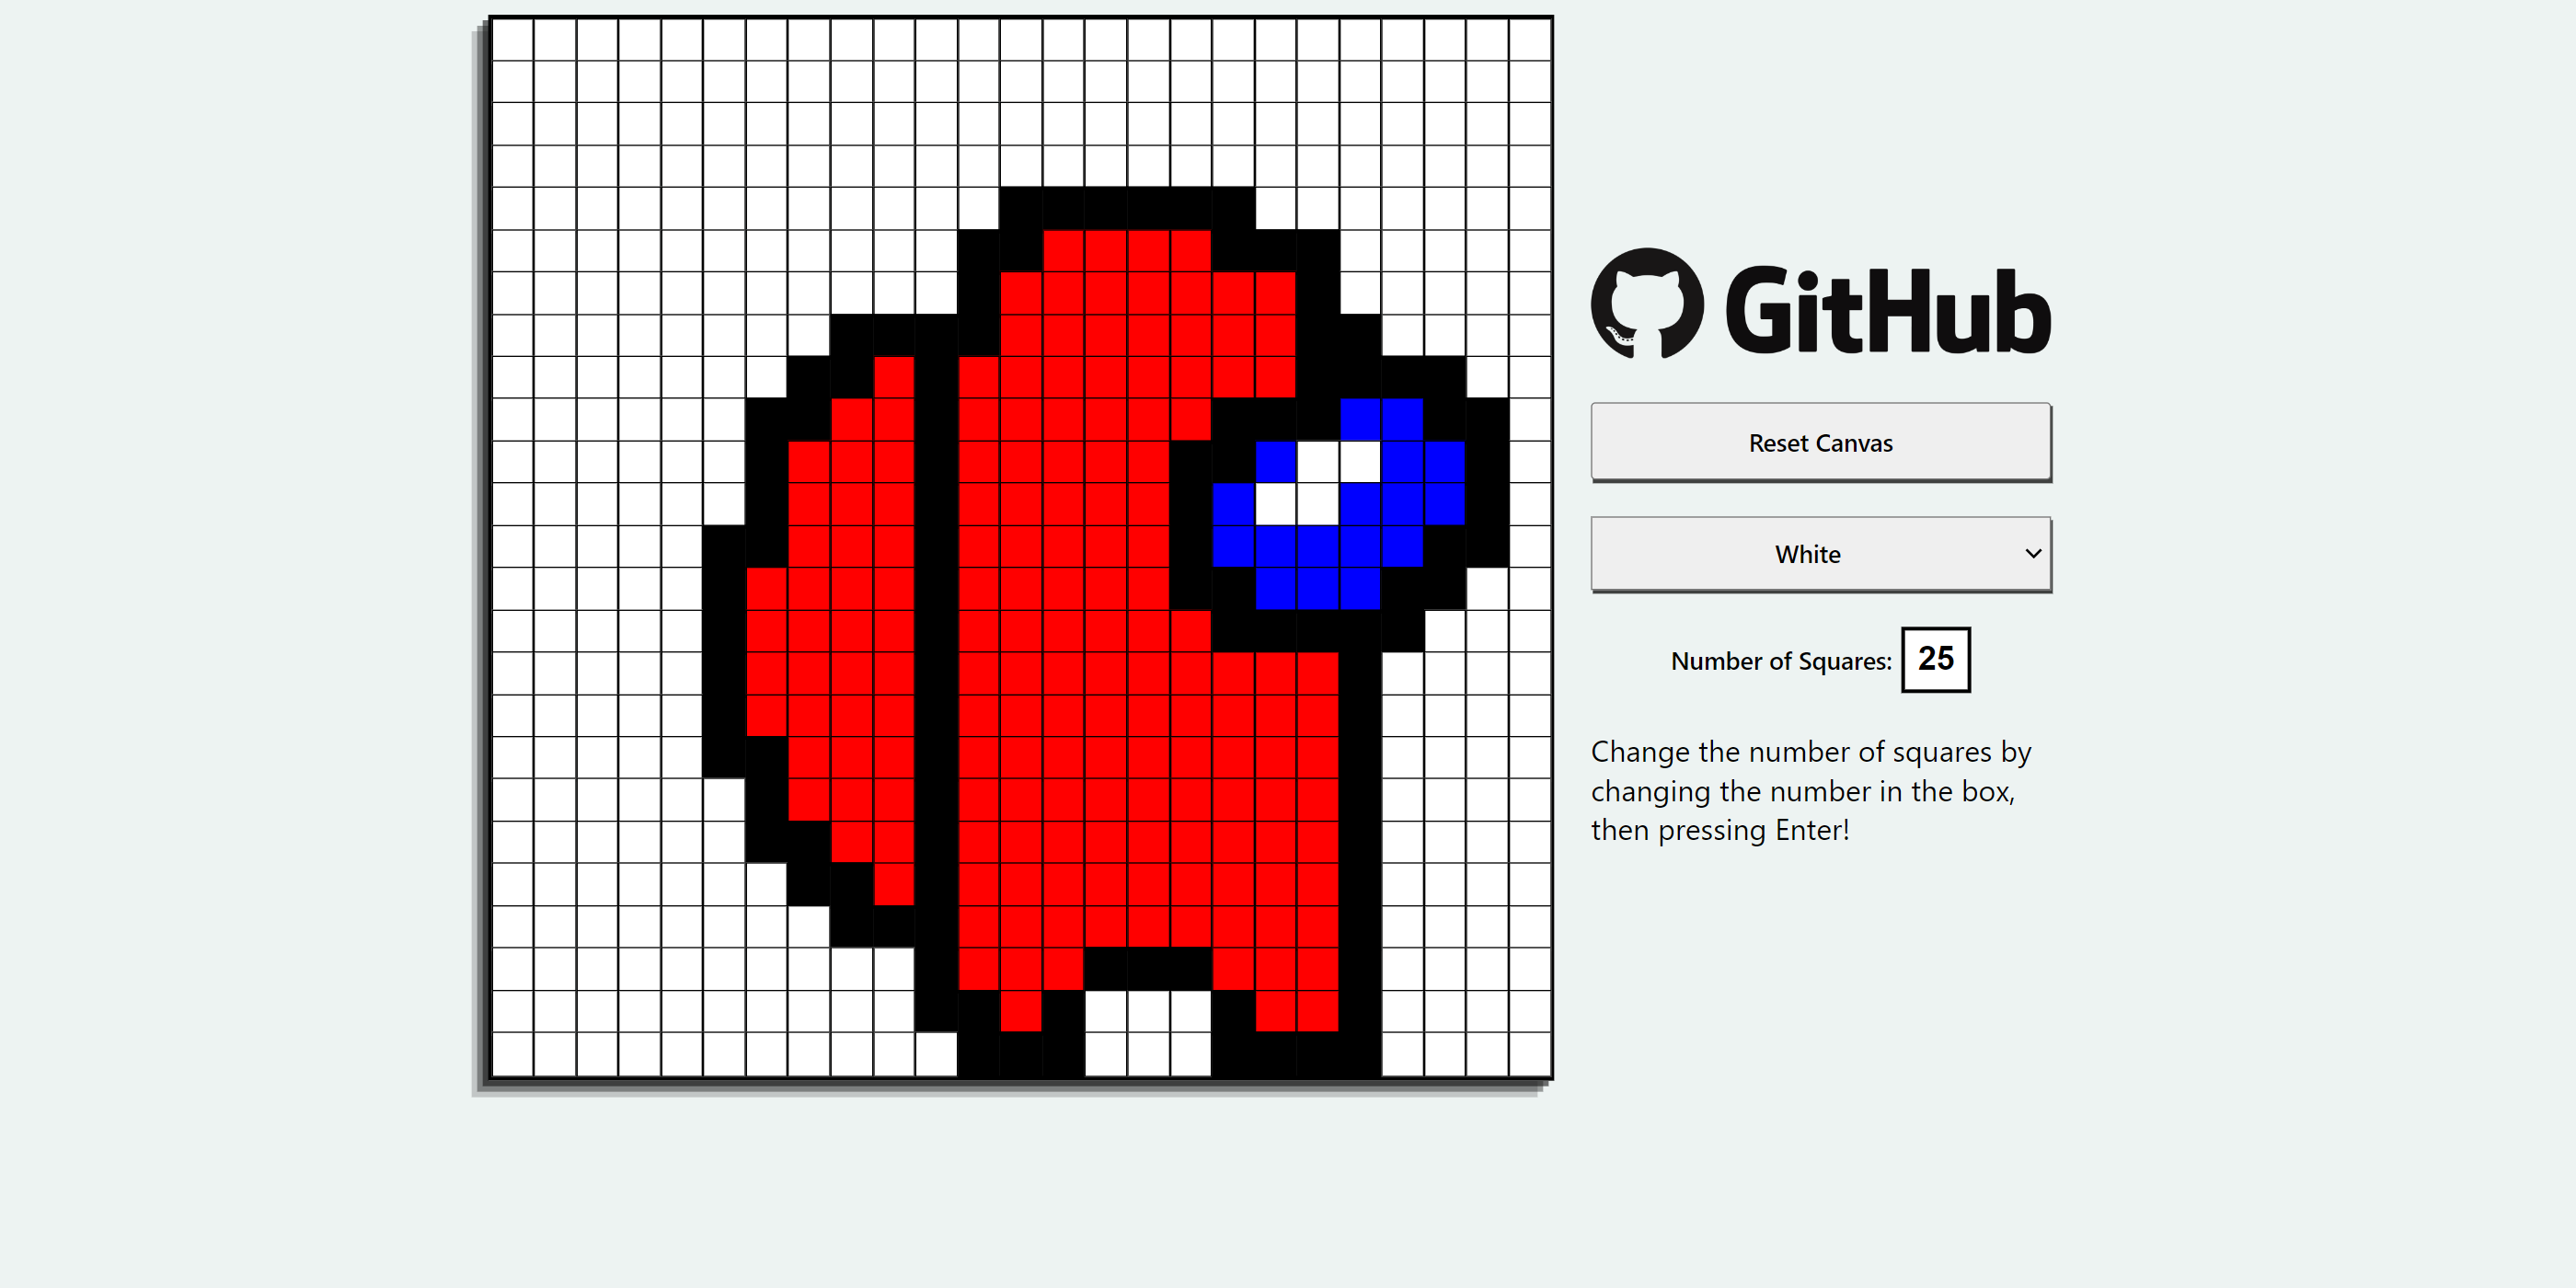 GitHub
Reset Canvas
White
Number of Squares: 25
Change the number of squares by
changing the number in the box,
then pressing Enter!